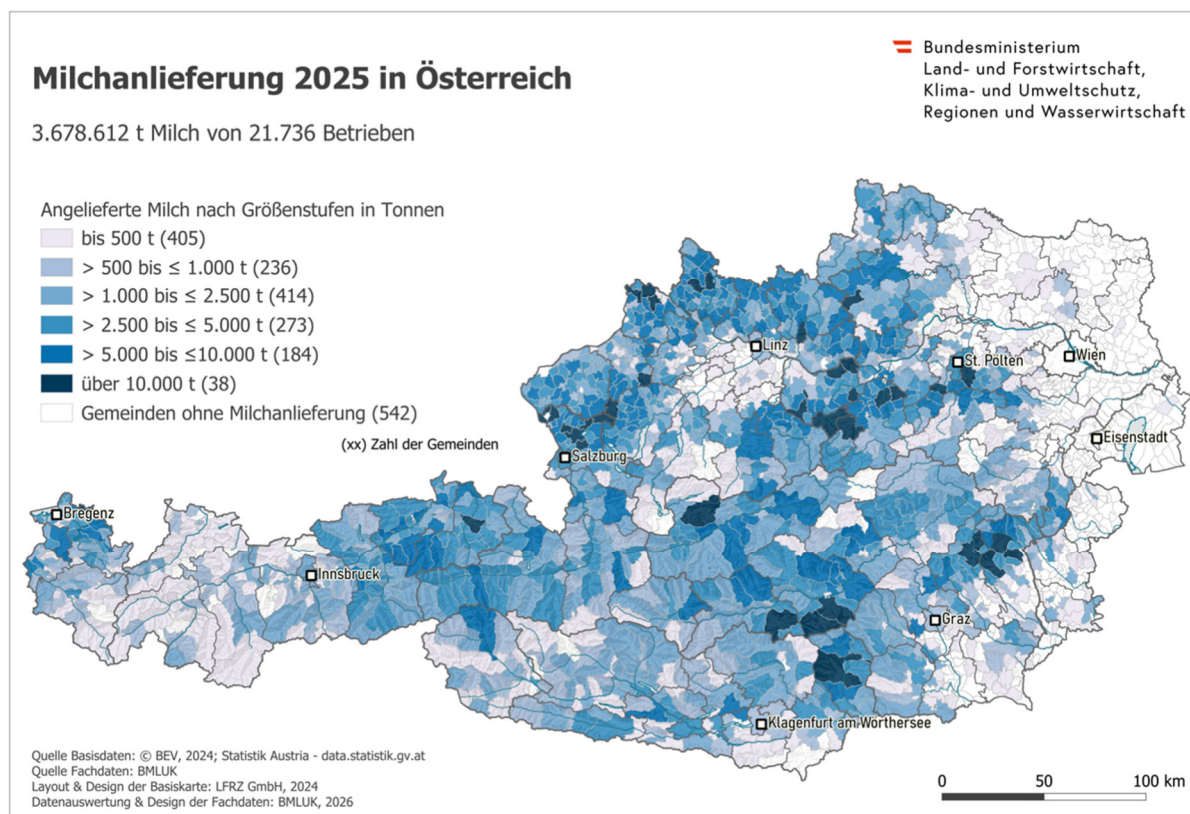 Milchanlieferung 2025 in Österreich
3.678.612 t Milch von 21.736 Betrieben
Bundesministerium
Land- und Forstwirtschaft,
Klima- und Umweltschutz,
Regionen und Wasserwirtschaft
Angelieferte Milch nach Größenstufen in Tonnen
bis 500 t (405)
> 500 bis ≤ 1.000 t (236)
> 1.000 bis ≤ 2.500 t (414)
> 2.500 bis ≤ 5.000 t (273)
> 5.000 bis ≤10.000 t (184)
über 10.000 t (38)
Gemeinden ohne Milchanlieferung (542)
(xx) Zahl der Gemeinden
Linz
St. Pölten
Wien
Eisenstadt
Salzburg
Bregenz
Innsbruck
Graz
Klagenfurt am Wörthersee
Quelle Basisdaten: © BEV, 2024; Statistik Austria - data.statistik.gv.at
Quelle Fachdaten: BMLUK
Layout & Design der Basiskarte: LFRZ GmbH, 2024
Datenauswertung & Design der Fachdaten: BMLUK, 2026
0 50 100 km